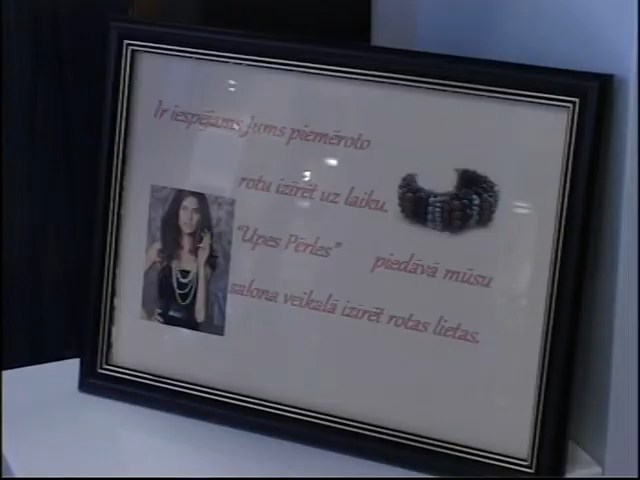 Ir iespējams Jums piemēroto
rotu izīrēt uz laiku.
"Upes Pērles" piedāvā mūsu
salona veikalā izīrēt rotas lietas.